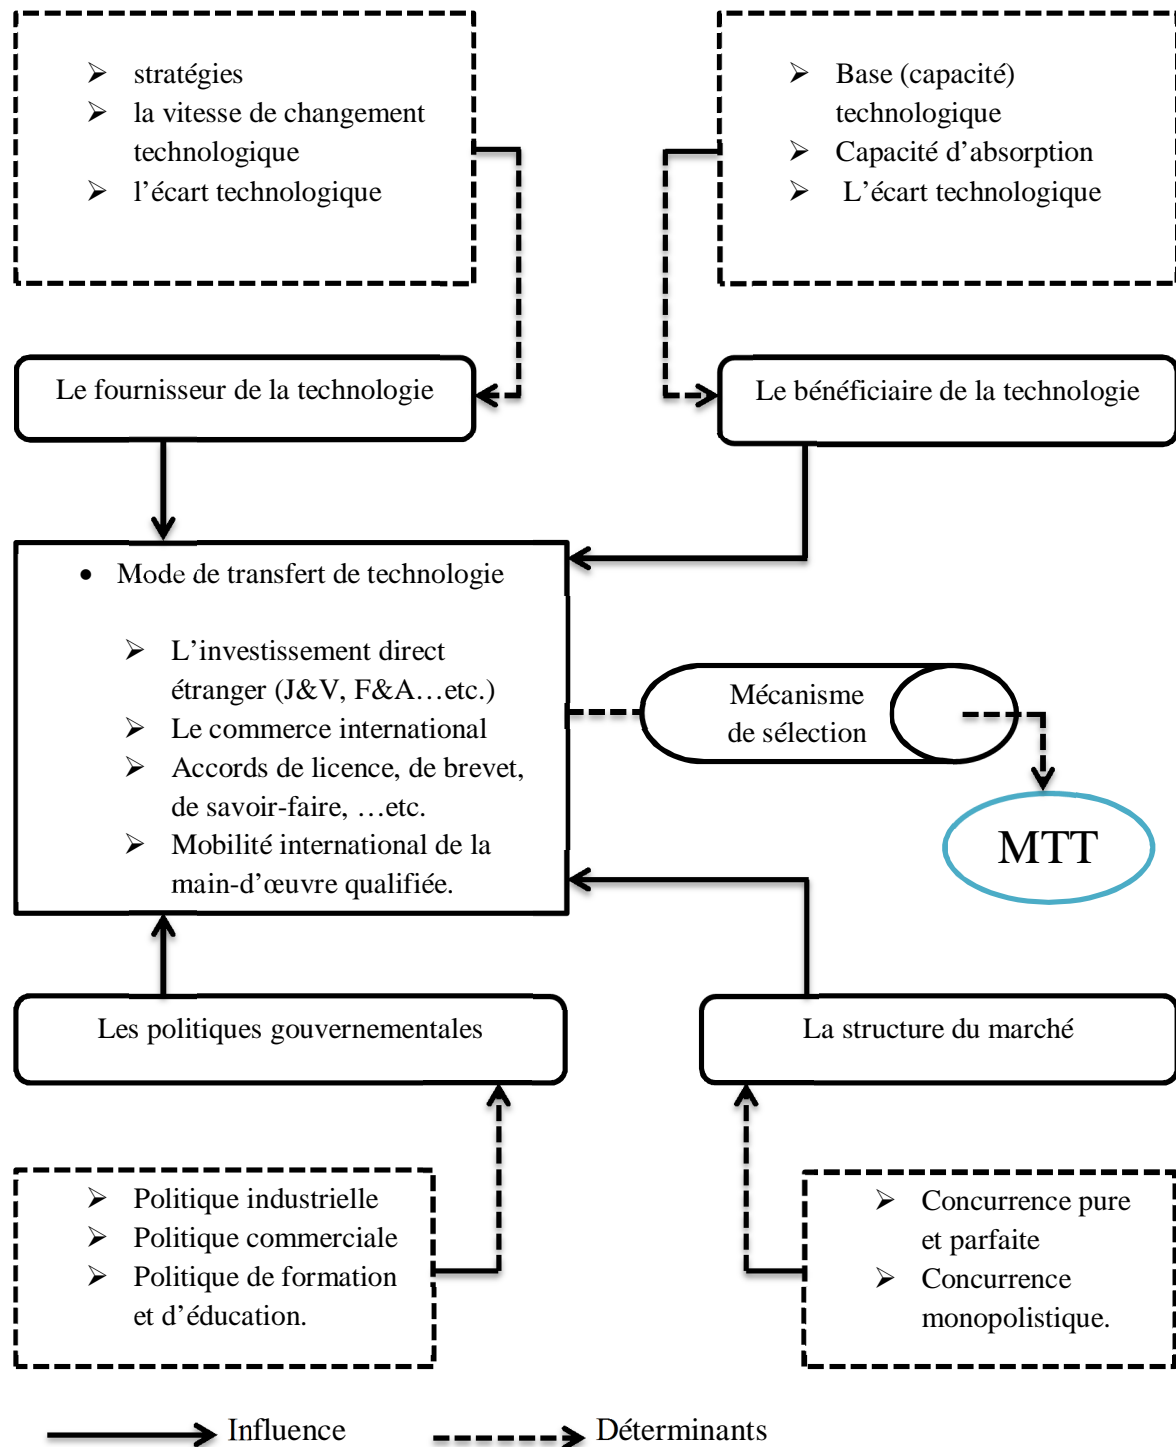 ➢ stratégies
➢ la vitesse de changement
technologique
➢ l’écart technologique
➢ Base (capacité)
technologique
➢ Capacité d’absorption
➢ L’écart technologique
Le fournisseur de la technologie
Le bénéficiaire de la technologie
• Mode de transfert de technologie
➢ L’investissement direct
étranger (J&V, F&A…etc.)
➢ Le commerce international
➢ Accords de licence, de brevet,
de savoir-faire, …etc.
➢ Mobilité international de la
main-d’œuvre qualifiée.
Mécanisme
de sélection
MTT
Les politiques gouvernementales
La structure du marché
➢ Politique industrielle
➢ Politique commerciale
➢ Politique de formation
et d’éducation.
➢ Concurrence pure
et parfaite
➢ Concurrence
monopolistique.
Influence
Déterminants